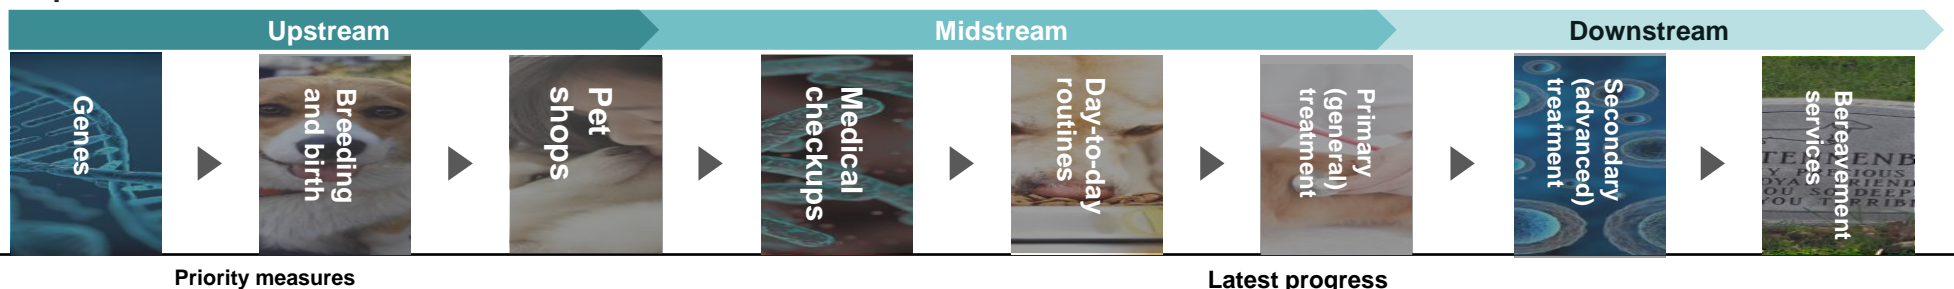 Upstream
Midstream
Downstream
Genes
Breeding
and birth
Pet
shops
Medical
checkups
Day-to-day
routines
Primary
(general)
treatment
Secondary
(advanced)
treatment
Bereavement
services
Priority measures
Latest progress